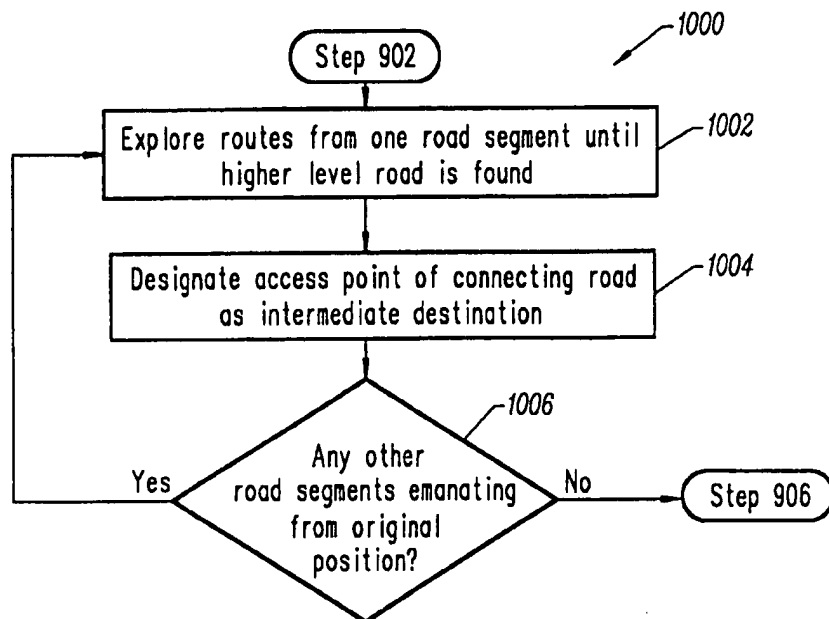 1000
Step 902
Explore routes from one road segment until
higher level road is found
1002
Designate access point of connecting road
as intermediate destination
1004
1006
Any other
road segments emanating
from original
position?
Yes
No
Step 906